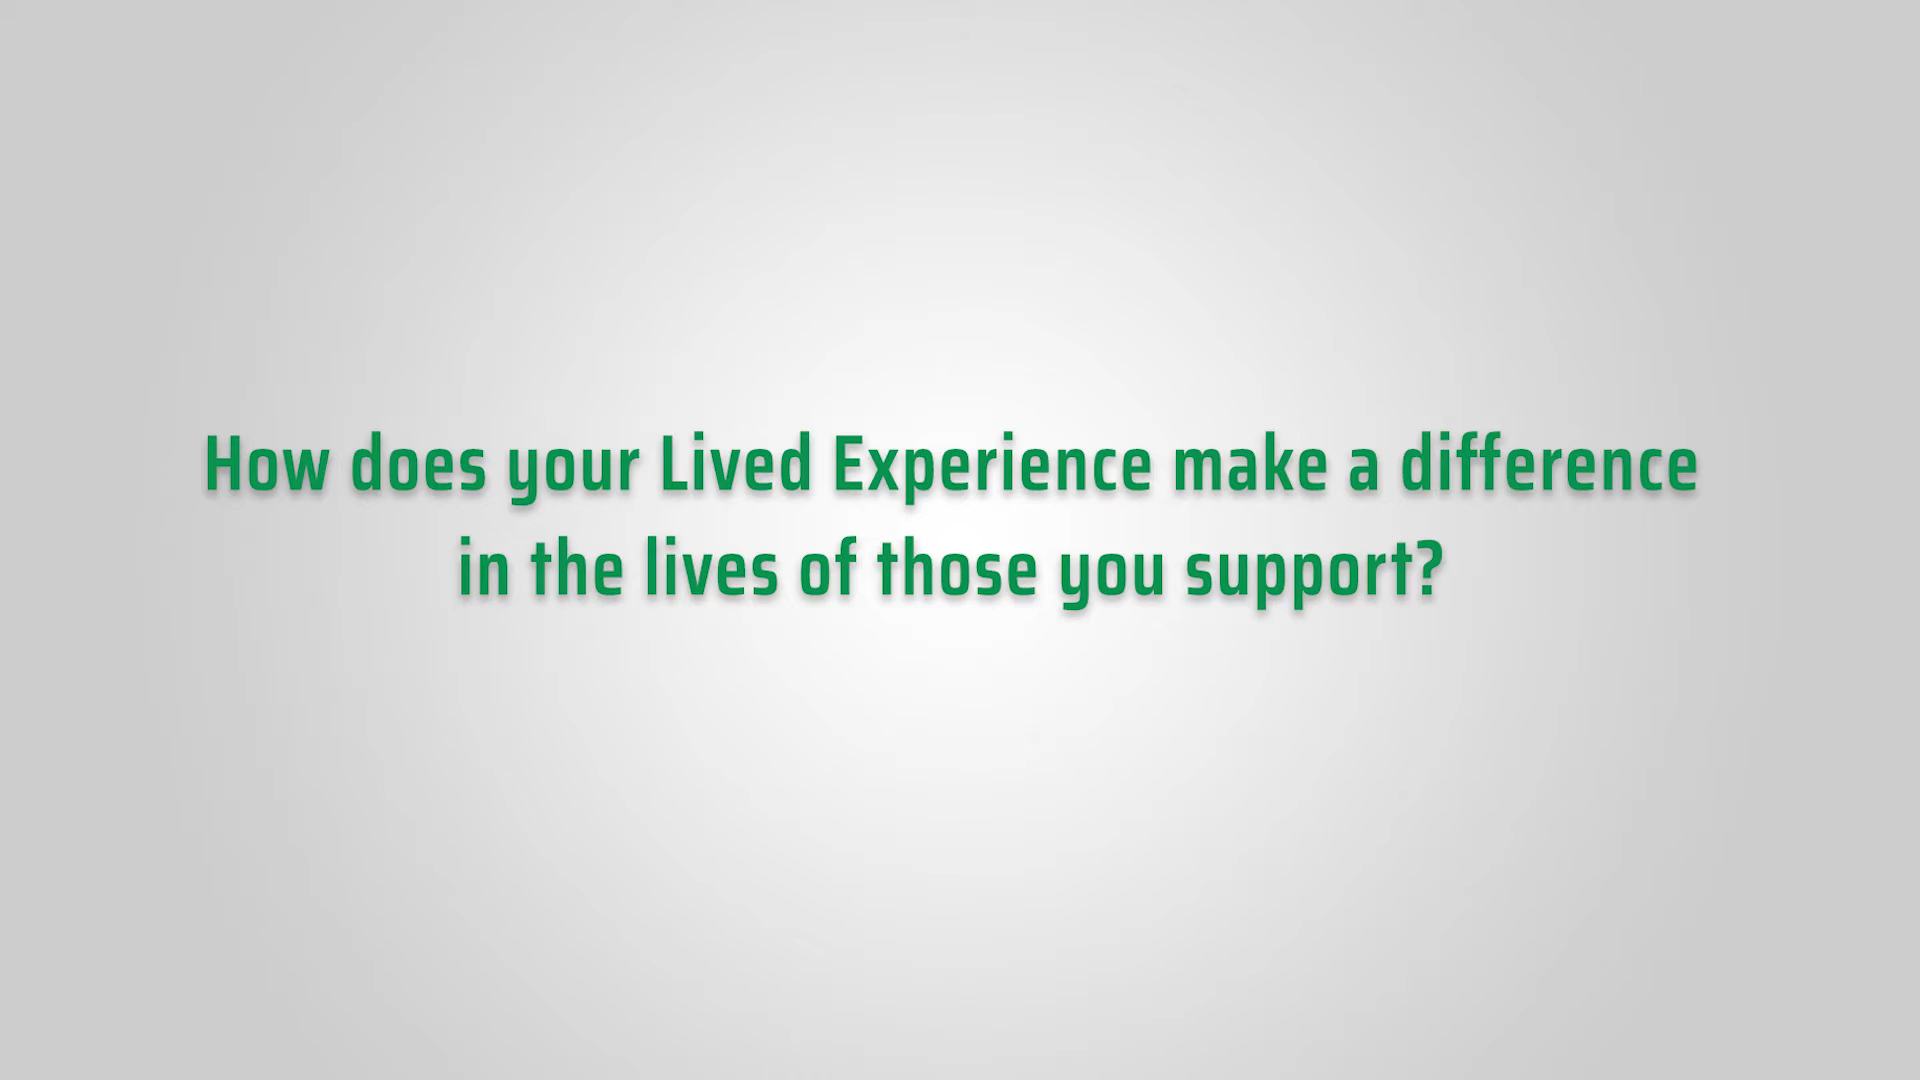 How does your Lived Experience make a difference
in the lives of those you support?